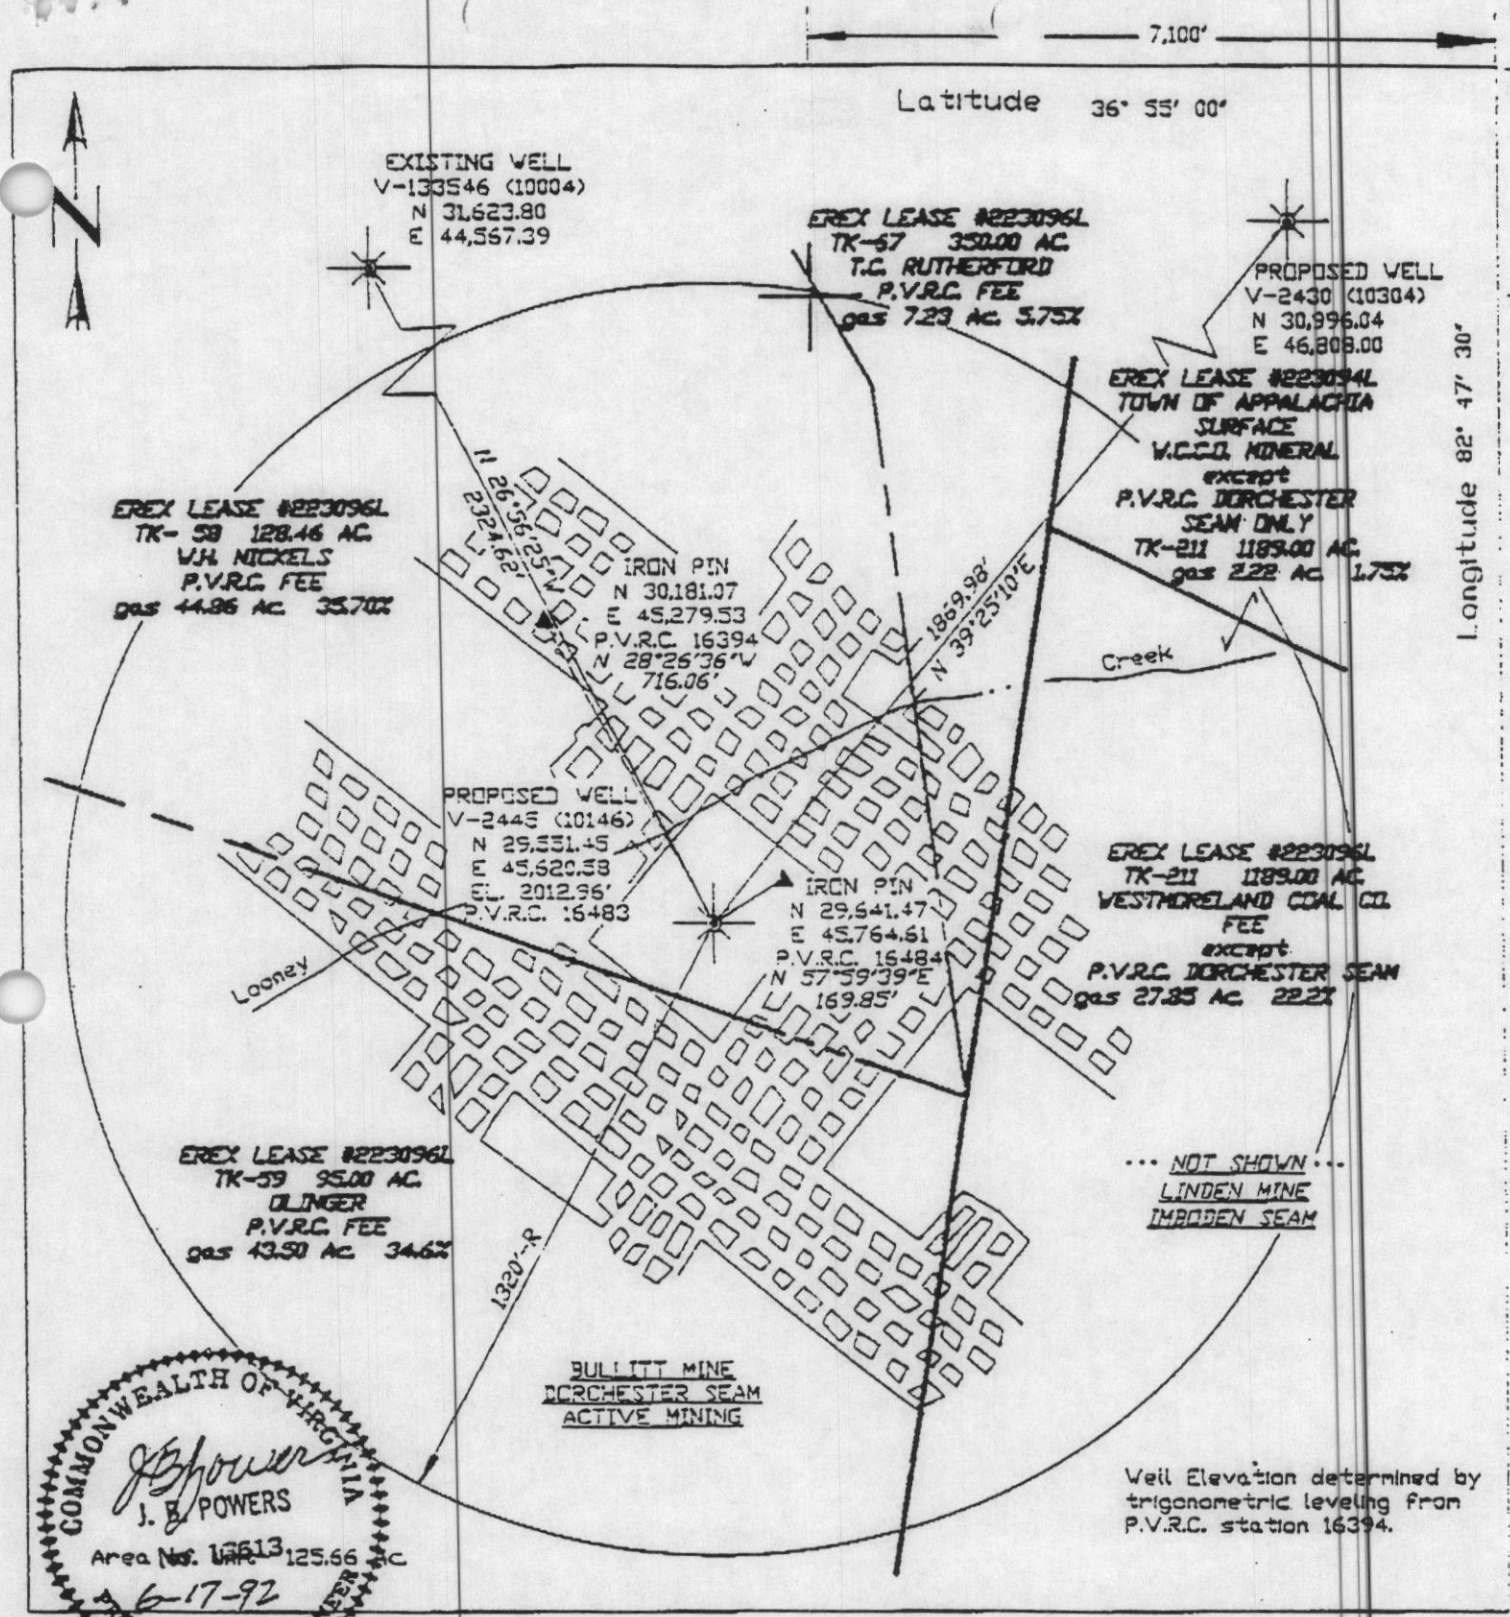 7,100'
Latitude 36° 55' 00"
N
EXISTING WELL
V-133546 (10004)
N 31,623.80
E 44,567.39
EREX LEASE #223096L
TK-67 350.00 AC.
T.C. RUTHERFORD
P.V.R.C. FEE
gas 7.23 Ac. 5.75%
PROPOSED WELL
V-2430 (10304)
N 30,996.04
E 46,808.00
Longitude 82° 47' 30"
EREX LEASE #223094L
TOWN OF APPALACHIA
SURFACE
W.C.C.O. MINERAL
except
P.V.R.C. DORCHESTER
SEAM ONLY
TK-211 1189.00 AC.
gas 2.22 Ac. 1.75%
EREX LEASE #223096L
TK- 58 128.46 AC.
W.H. NICKELS
P.V.R.C. FEE
gas 44.86 Ac. 35.70%
N 26°56'25"W
2324.62'
IRON PIN
N 30,181.07
E 45,279.53
P.V.R.C. 16394
N 28°26'36"W
716.06'
1869.98'
N 39°25'10"E
Creek
PROPOSED WELL
V-2445 (10146)
N 29,551.45
E 45,620.58
EL. 2012.96'
P.V.R.C. 16483
IRON PIN
N 29,641.47
E 45,764.61
P.V.R.C. 16484
N 57°59'39"E
169.85'
EREX LEASE #223096L
TK-211 1189.00 AC.
WESTMORELAND COAL CO.
FEE
except
P.V.R.C. DORCHESTER SEAM
gas 27.85 Ac. 22.2%
Looney
EREX LEASE #223096L
TK-59 95.00 AC.
OLINGER
P.V.R.C. FEE
gas 43.50 Ac. 34.6%
1320'-R
... NOT SHOWN ...
LINDEN MINE
IMBODEN SEAM
BULLITT MINE
DORCHESTER SEAM
ACTIVE MINING
COMMONWEALTH OF VIRGINIA
J B Powers
J. B. POWERS
Area No. 13613 125.66 Ac
6-17-92
Well Elevation determined by
trigonometric leveling from
P.V.R.C. station 16394.